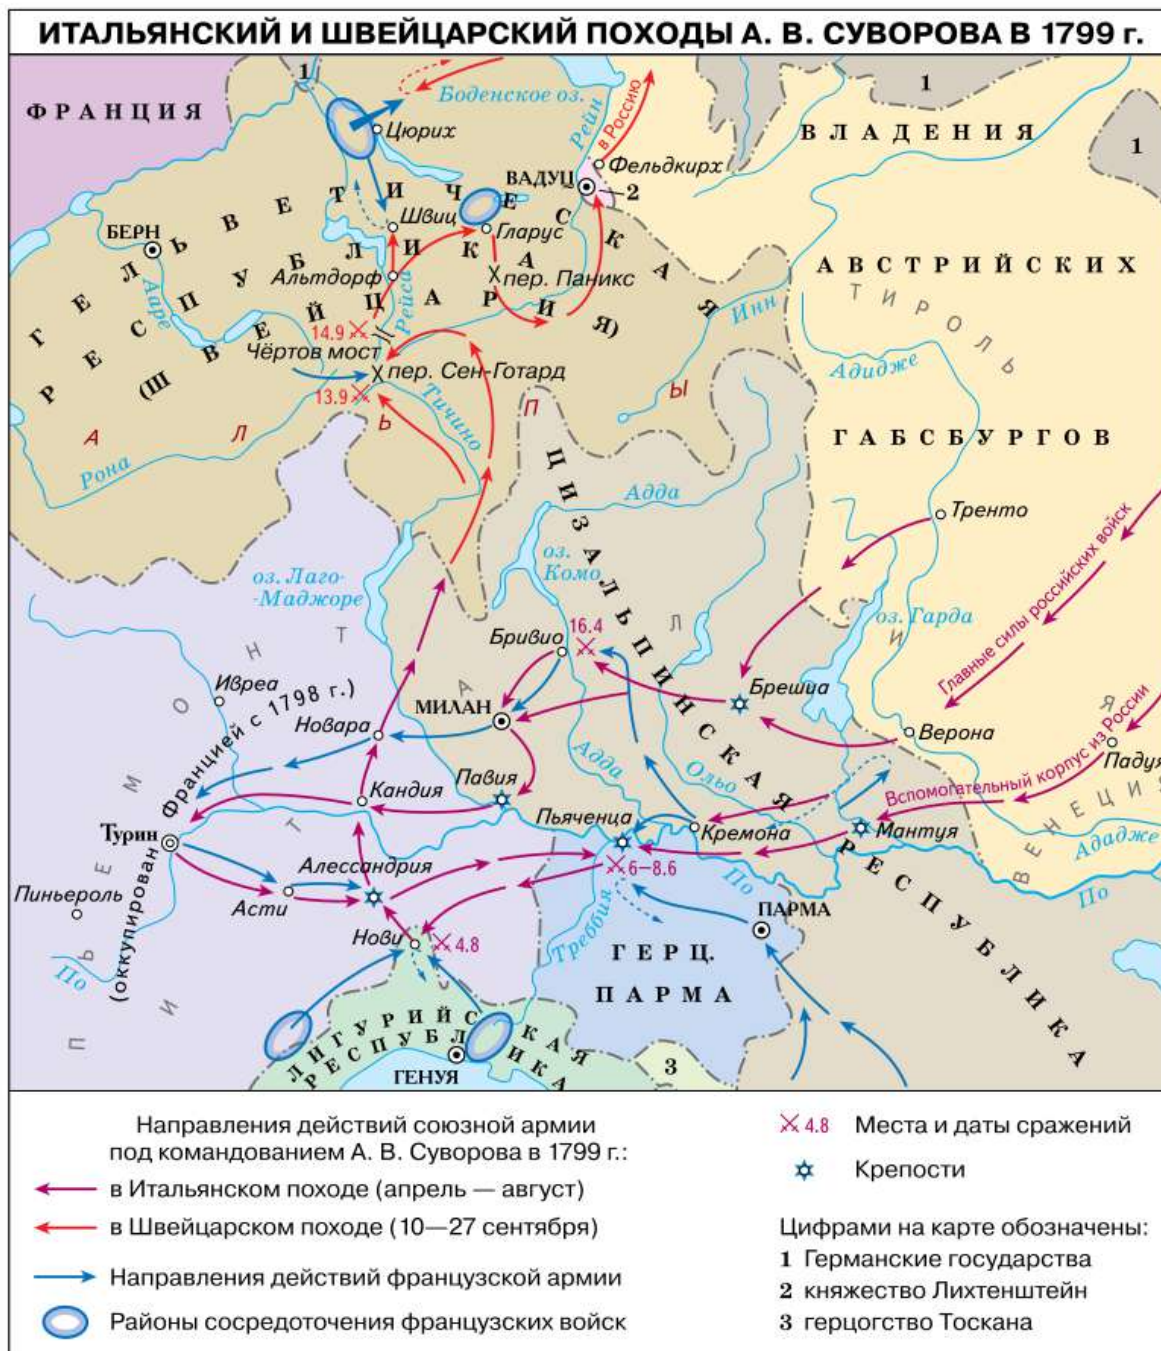 ИТАЛЬЯНСКИЙ И ШВЕЙЦАРСКИЙ ПОХОДЫ А. В. СУВОРОВА В 1799 г.
ФРАНЦИЯ
1
Боденское оз.
Рейн
в Россию
1
ВЛАДЕНИЯ
1
Цюрих
Фельдкирх
ВАДУЦ
2
БЕРН
Швиц
Гларус
ГЕЛЬВЕТИЧЕСКАЯ
РЕСПУБЛИКА
(ШВЕЙЦАРИЯ)
Ааре
Альтдорф
Рейса
пер. Паникс
АВСТРИЙСКИХ
ТИРОЛЬ
Инн
14.9
Чёртов мост
пер. Сен-Готард
13.9
Тичино
Адидже
АЛЬПЫ
Рона
ГАБСБУРГОВ
ЦИЗАЛЬПИНСКАЯ
Адда
Тренто
Главные силы российских войск
оз. Лаго-
-Маджоре
оз.
Комо
оз. Гарда
16.4
Бривио
Ивреа
Брешиа
МИЛАН
Новара
Верона
Падуя
Вспомогательный корпус из России
Адда
Ольо
Павия
Кандия
Пьяченца
Кремона
Мантуя
ВЕНЕЦИЯ
Ададже
Турин
ПЬЕМОНТ
(оккупирован Францией с 1798 г.)
Алессандрия
6–8.6
По
РЕСПУБЛИКА
По
Пиньероль
Асти
ПАРМА
Нови
4.8
Треббия
ГЕРЦ.
ПАРМА
По
ИТАЛИЯ
ЛИГУРИЙСКАЯ
РЕСПУБЛИКА
ГЕНУЯ
3
Направления действий союзной армии
под командованием А. В. Суворова в 1799 г.:
в Итальянском походе (апрель — август)
в Швейцарском походе (10—27 сентября)
Направления действий французской армии
Районы сосредоточения французских войск
4.8 Места и даты сражений
Крепости
Цифрами на карте обозначены:
1 Германские государства
2 княжество Лихтенштейн
3 герцогство Тоскана